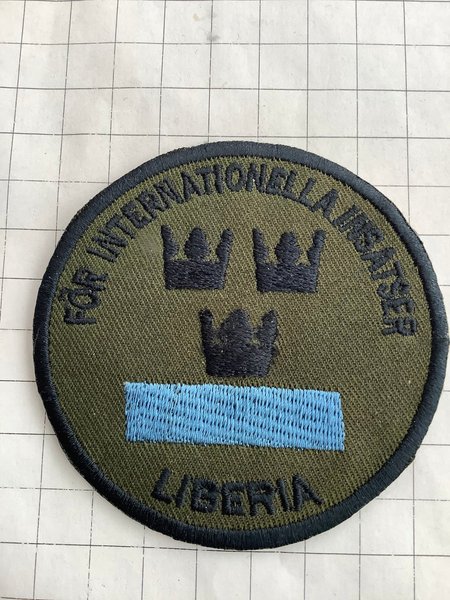 FÖR INTERNATIONELLA INSATSER
LIBERIA